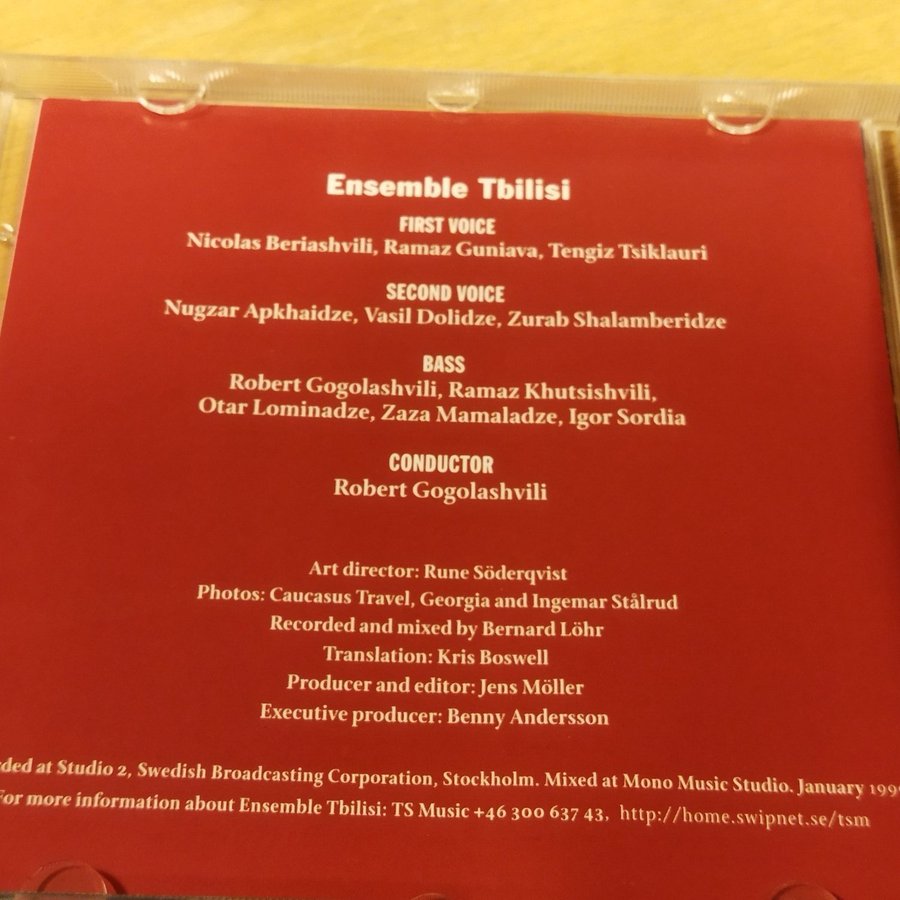 Ensemble Tbilisi
FIRST VOICE
Nicolas Beriashvili, Ramaz Guniava, Tengiz Tsiklauri
SECOND VOICE
Nugzar Apkhaidze, Vasil Dolidze, Zurab Shalamberidze
BASS
Robert Gogolashvili, Ramaz Khutsishvili,
Otar Lominadze, Zaza Mamaladze, Igor Sordia
CONDUCTOR
Robert Gogolashvili
Art director: Rune Söderqvist
Photos: Caucasus Travel, Georgia and Ingemar Stålrud
Recorded and mixed by Bernard Löhr
Translation: Kris Boswell
Producer and editor: Jens Möller
Executive producer: Benny Andersson
at Studio 2, Swedish Broadcasting Corporation, Stockholm. Mixed at Mono Music Studio. January
For more information about Ensemble Tbilisi: TS Music +46 300 637 43, http://home.swipnet.se/tsm